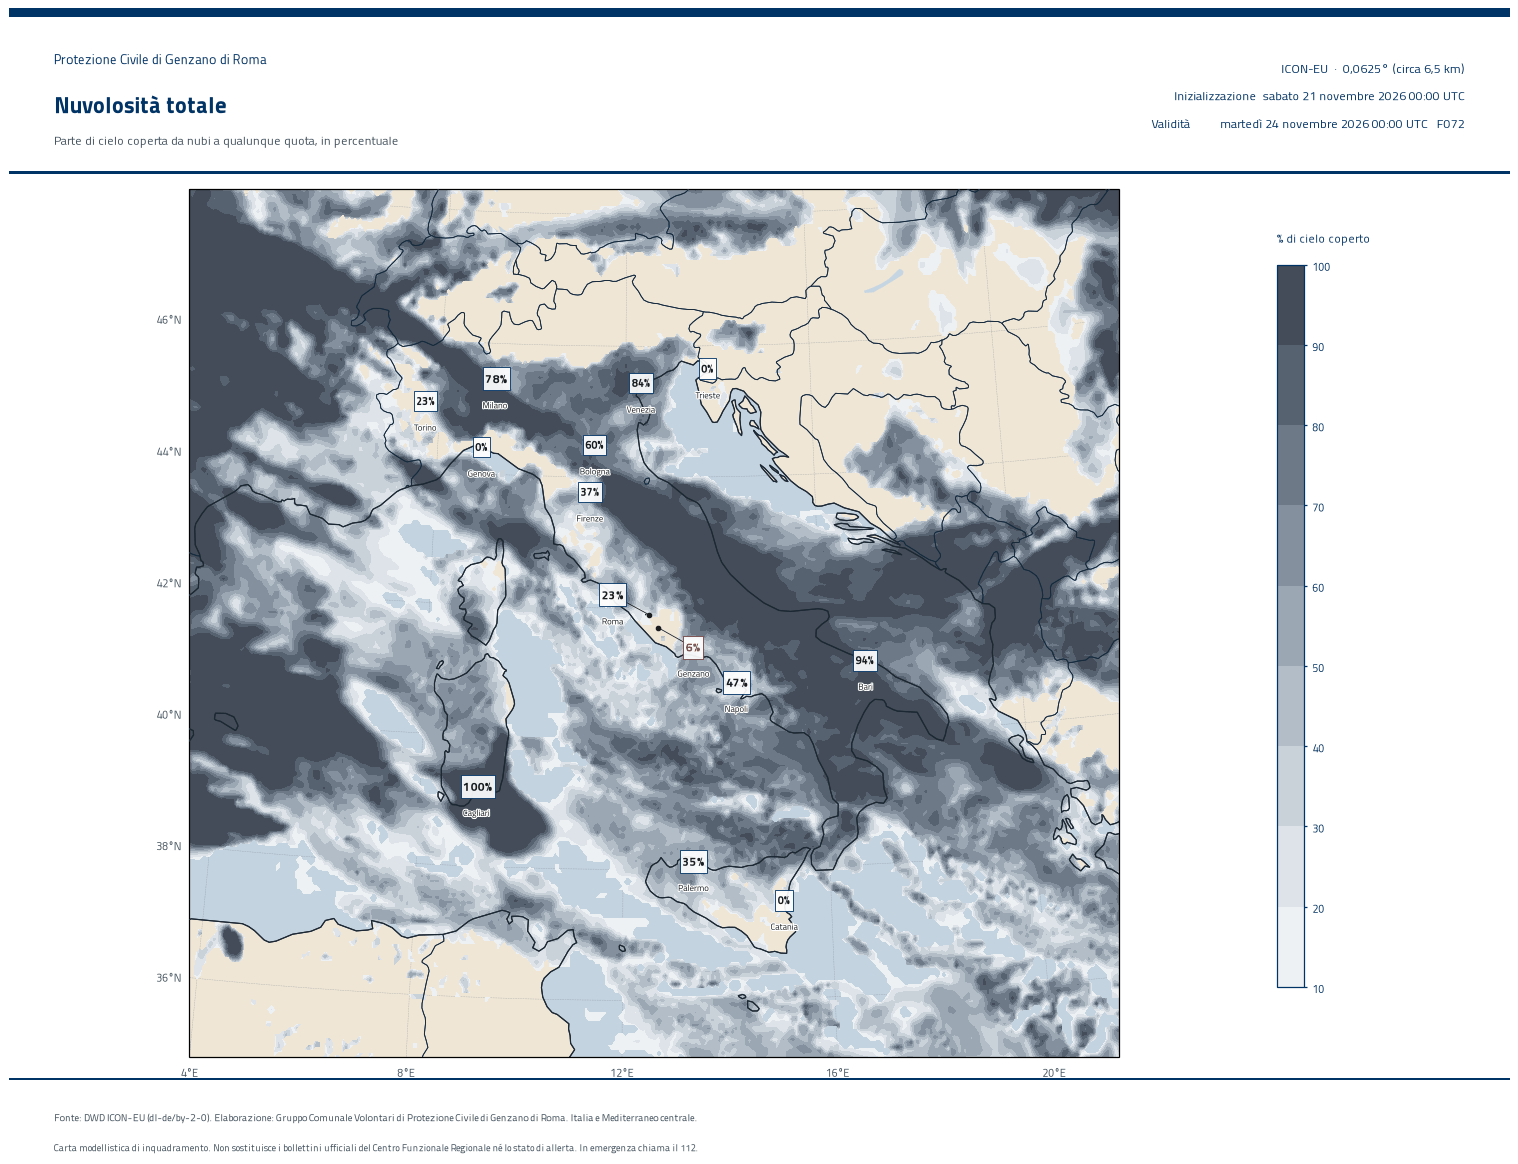 Protezione Civile di Genzano di Roma
Nuvolosità totale
Parte di cielo coperta da nubi a qualunque quota, in percentuale
ICON-EU · 0,0625° (circa 6,5 km)
Inizializzazione sabato 21 novembre 2026 00:00 UTC
Validità martedì 24 novembre 2026 00:00 UTC F072
% di cielo coperto
100
90
80
70
60
50
40
30
20
10
46°N
44°N
42°N
40°N
38°N
36°N
4°E
8°E
12°E
16°E
20°E
0%
Trieste
78%
Milano
84%
Venezia
23%
Torino
0%
Genova
60%
Bologna
37%
Firenze
23%
Roma
6%
Genzano
94%
Bari
47%
Napoli
100%
Cagliari
35%
Palermo
0%
Catania
Fonte: DWD ICON-EU (dl-de/by-2-0). Elaborazione: Gruppo Comunale Volontari di Protezione Civile di Genzano di Roma. Italia e Mediterraneo centrale.
Carta modellistica di inquadramento. Non sostituisce i bollettini ufficiali del Centro Funzionale Regionale né lo stato di allerta. In emergenza chiama il 112.